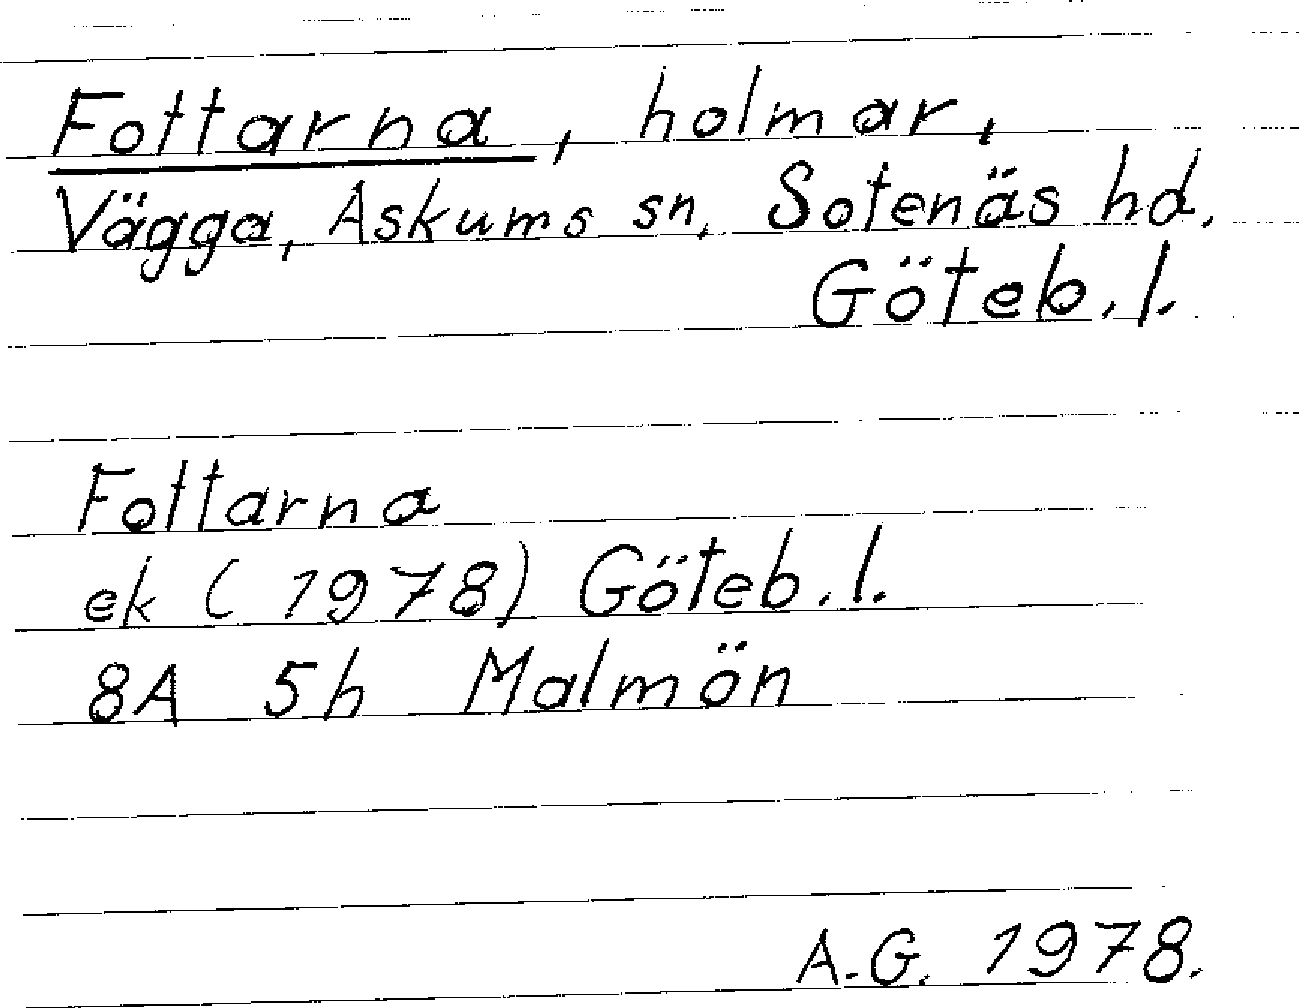 Fottarna, holmar,
Vägga, Askums sn, Sotenäs hd.
Göteb. l.
Fottarna
ek (1978) Göteb. l.
8A 5h Malmön
A.G. 1978.